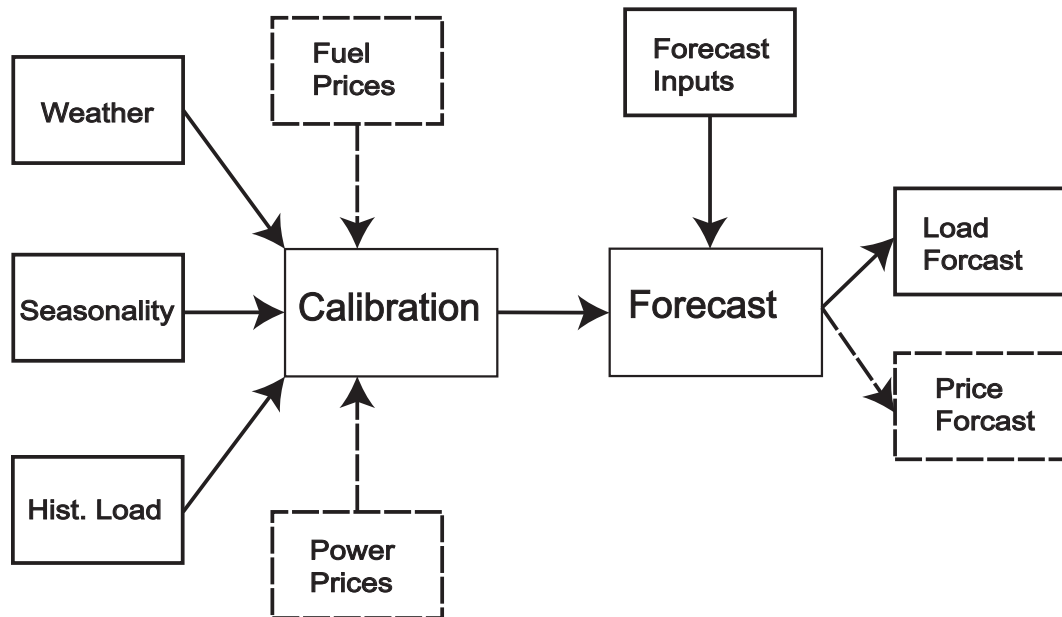 Fuel
Prices
Forecast
Inputs
Weather
Load
Forcast
Seasonality
Calibration
Forecast
Price
Forcast
Hist. Load
Power
Prices